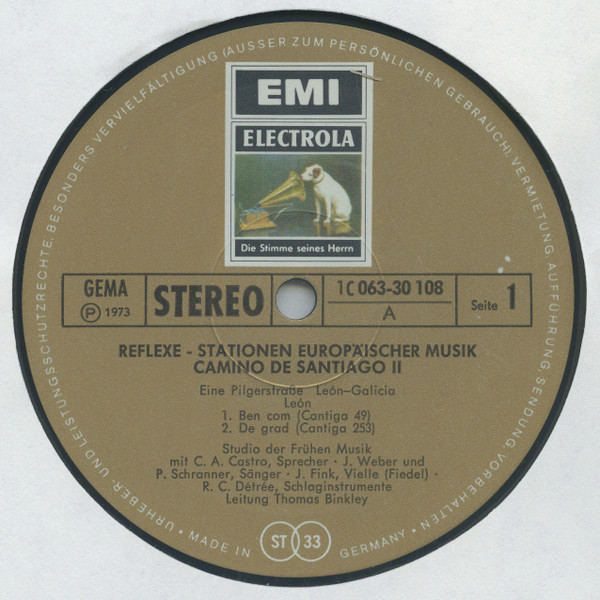 · URHEBER- UND LEISTUNGSSCHUTZRECHTE, BESONDERS VERVIELFÄLTIGUNG (AUSSER ZUM PERSÖNLICHEN GEBRAUCH), VERMIETUNG, AUFFÜHRUNG, SENDUNG, VORBEHALTEN ·
EMI
ELECTROLA
Die Stimme seines Herrn
GEMA
Ⓟ 1973
STEREO
1C 063-30 108
A
Seite 1
REFLEXE - STATIONEN EUROPÄISCHER MUSIK
CAMINO DE SANTIAGO II
Eine Pilgerstraße León-Galicia
León
1. Ben com (Cantiga 49)
2. De grad (Cantiga 253)
Studio der Frühen Musik
mit C. A. Castro, Sprecher · J. Weber und
P. Schranner, Sänger · J. Fink, Vielle (Fiedel) ·
R. C. Détrée, Schlaginstrumente
Leitung Thomas Binkley
MADE IN
ST 33
GERMANY